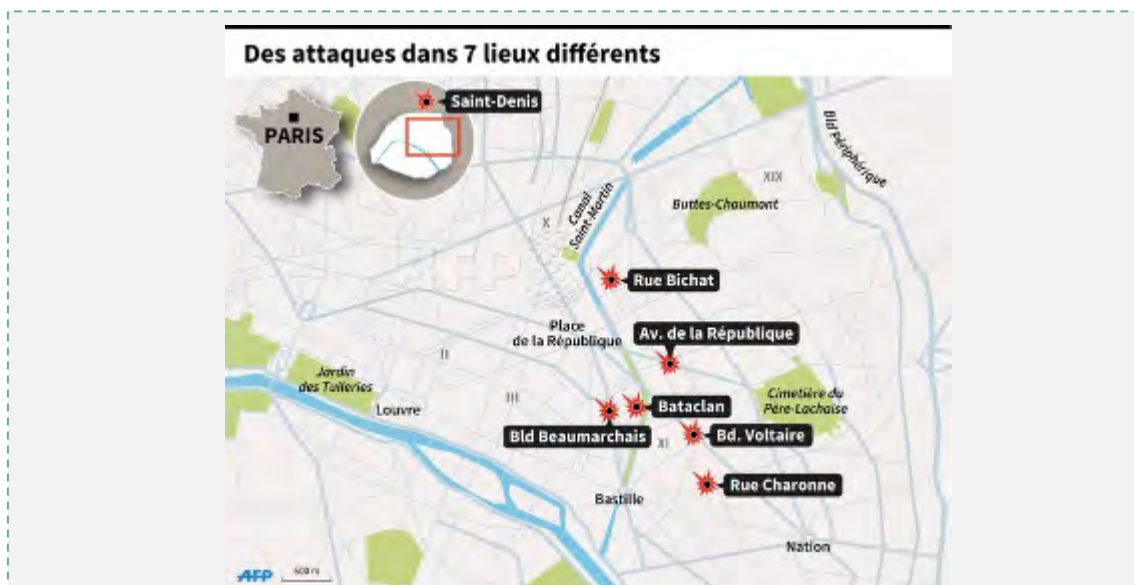 Des attaques dans 7 lieux différents
Saint-Denis
PARIS
Bld Périphérique
XIX
Canal
Saint-Martin
Buttes-Chaumont
X
AFP
Rue Bichat
Place
de la République
Av. de la République
II
Jardin
des Tuileries
Louvre
III
Cimetière du
Père-Lachaise
Bataclan
Bld Beaumarchais
XI
Bd. Voltaire
Rue Charonne
Bastille
Nation
AFP
500 m